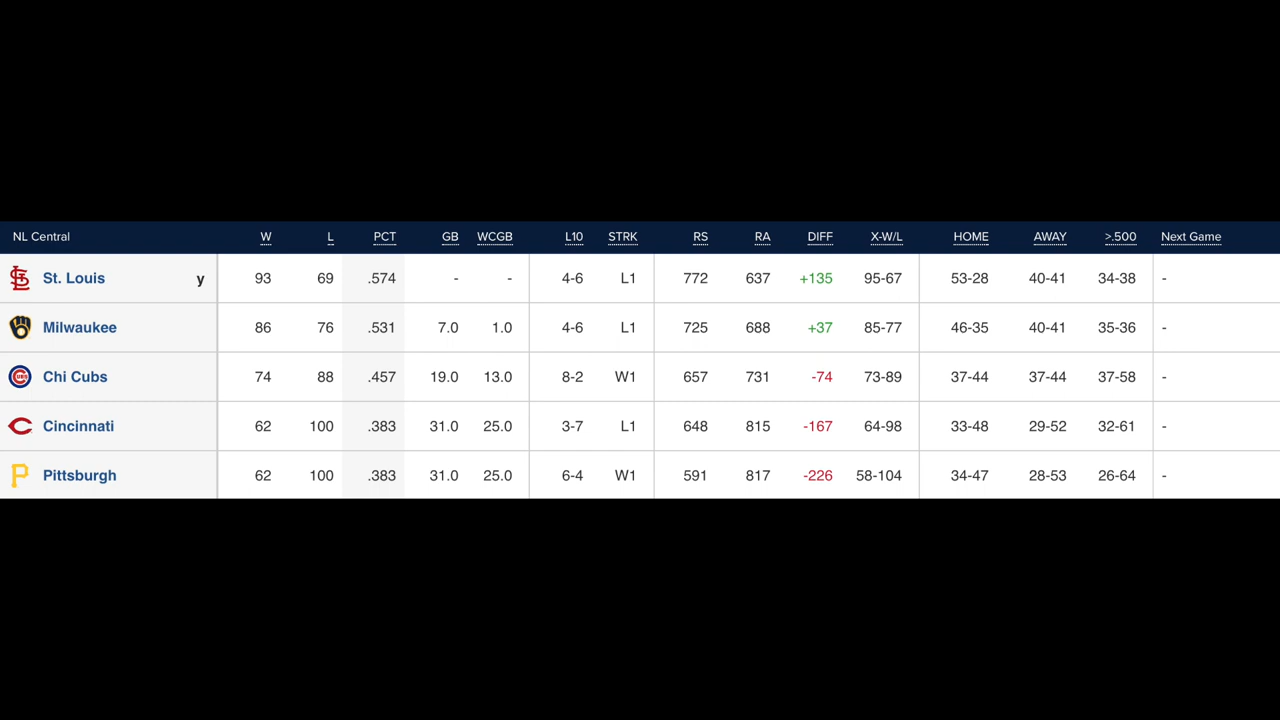 NL Central W L PCT GB WCGB L10 STRK RS RA DIFF X-W/L HOME AWAY >.500 Next Game
St. Louis y 93 69 .574 - - 4-6 L1 772 637 +135 95-67 53-28 40-41 34-38 -
Milwaukee 86 76 .531 7.0 1.0 4-6 L1 725 688 +37 85-77 46-35 40-41 35-36 -
CUBS Chi Cubs 74 88 .457 19.0 13.0 8-2 W1 657 731 -74 73-89 37-44 37-44 37-58 -
Cincinnati 62 100 .383 31.0 25.0 3-7 L1 648 815 -167 64-98 33-48 29-52 32-61 -
P Pittsburgh 62 100 .383 31.0 25.0 6-4 W1 591 817 -226 58-104 34-47 28-53 26-64 -